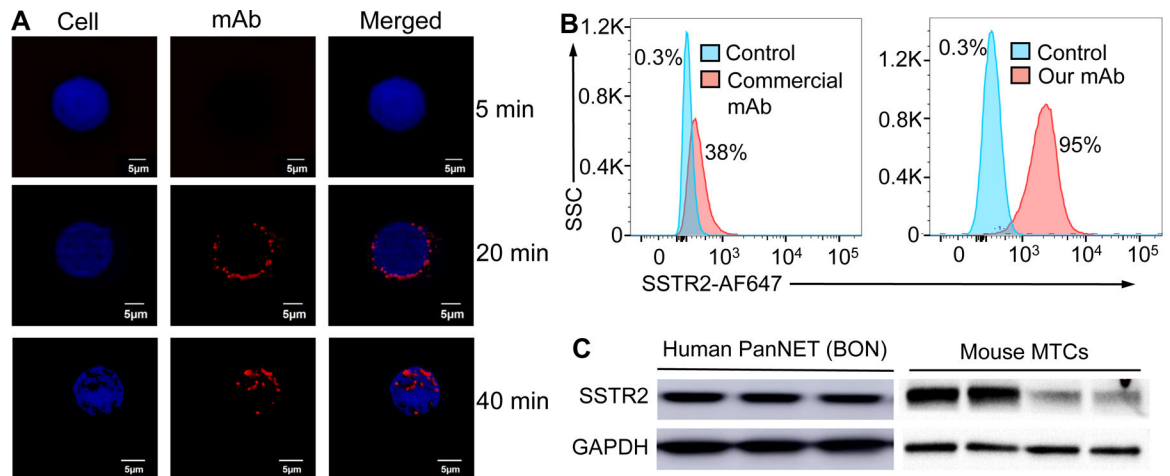 A
Cell mAb Merged
5 min
5μm 5μm 5μm
20 min
5μm 5μm 5μm
40 min
5μm 5μm 5μm
B
SSC
1.2K
0.8K
0.4K
0
0.3%
Control
Commercial
mAb
38%
0 10³ 10⁴ 10⁵
1.2K
0.8K
0.4K
0
0.3%
Control
Our mAb
95%
0 10³ 10⁴ 10⁵
SSTR2-AF647
C
Human PanNET (BON) Mouse MTCs
SSTR2
GAPDH